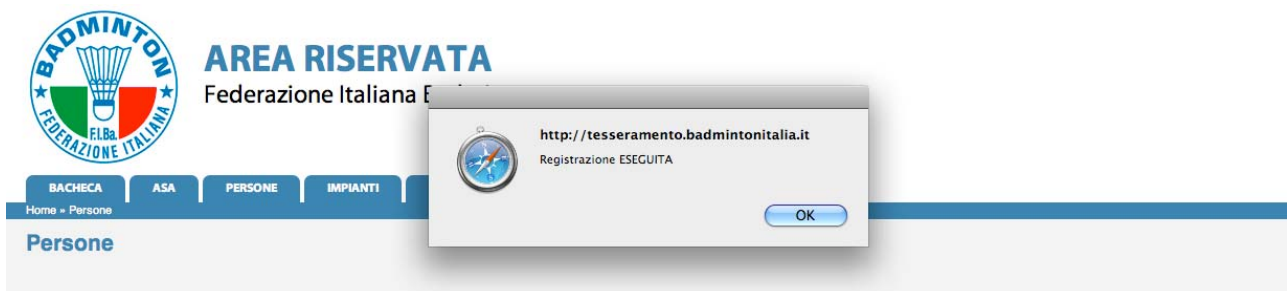 BADMINTON
F.I.Ba.
FEDERAZIONE ITALIANA
AREA RISERVATA
Federazione Italiana
http://tesseramento.badmintonitalia.it
Registrazione ESEGUITA
OK
BACHECA ASA PERSONE IMPIANTI
Home » Persone
Persone